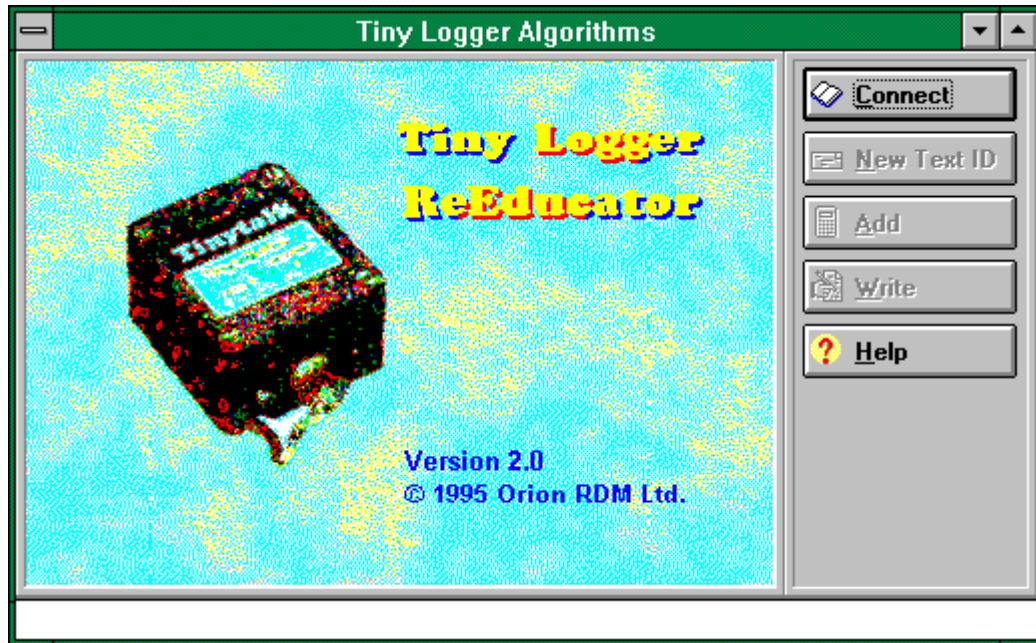 Tiny Logger Algorithms
Tiny Logger
ReEducator
Tinytalk
Version 2.0
© 1995 Orion RDM Ltd.
Connect
New Text ID
Add
Write
Help